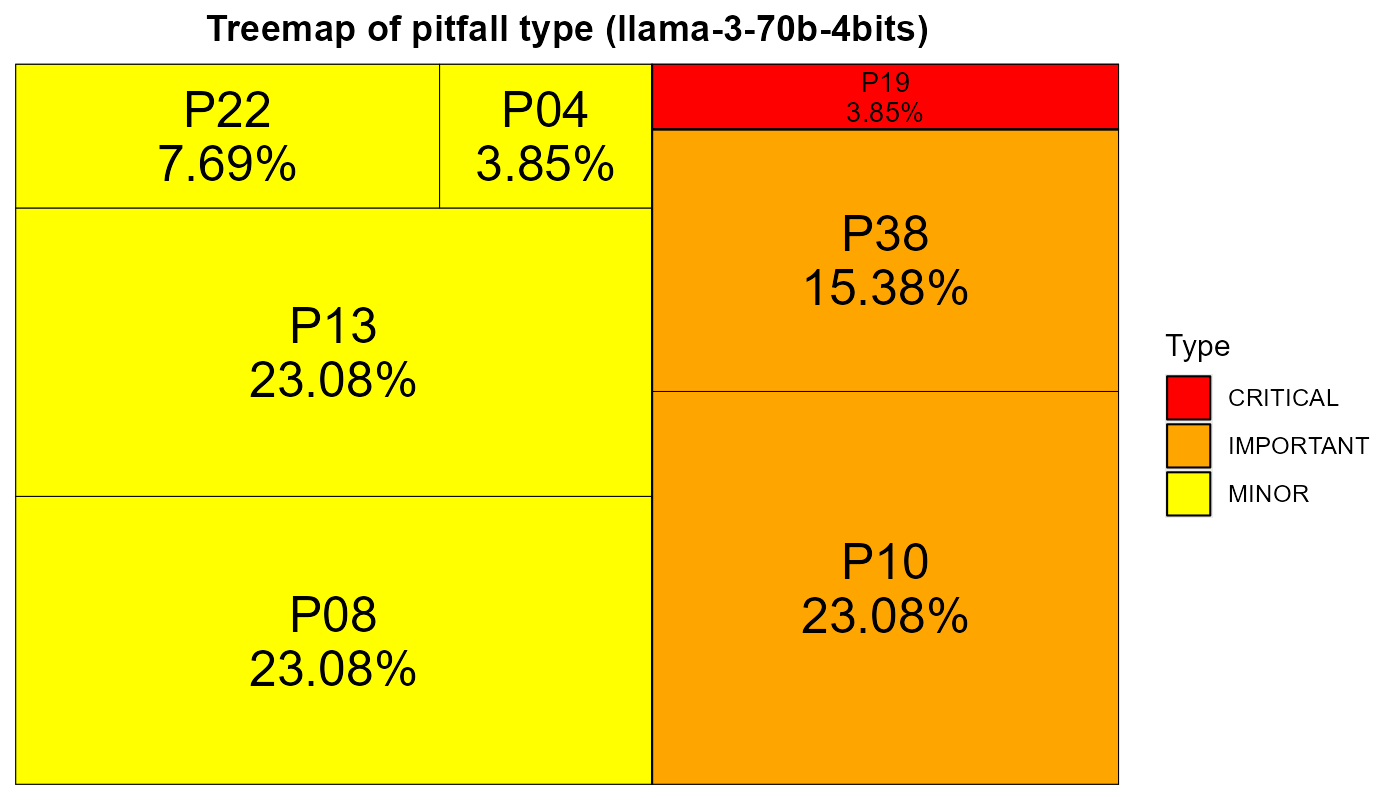 Treemap of pitfall type (llama-3-70b-4bits)
P22
7.69%
P04
3.85%
P13
23.08%
P08
23.08%
P19
3.85%
P38
15.38%
P10
23.08%
Type
CRITICAL
IMPORTANT
MINOR